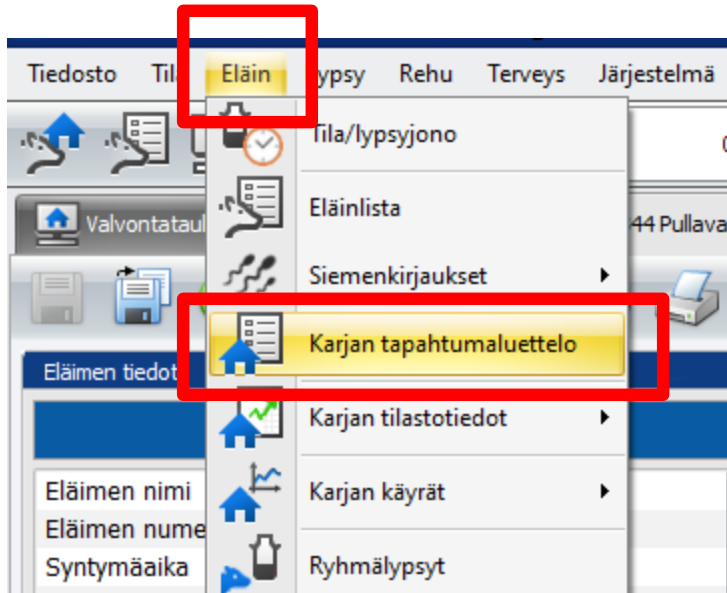 Tiedosto Eläin Rehu Terveys Järjestelmä
Tila/lypsyjono
Eläinlista
44 Pullava
Siemenkirjaukset
Karjan tapahtumaluettelo
Eläimen tiedot
Karjan tilastotiedot
Eläimen nimi
Karjan käyrät
Eläimen nume
Syntymäaika
Ryhmälypsyt